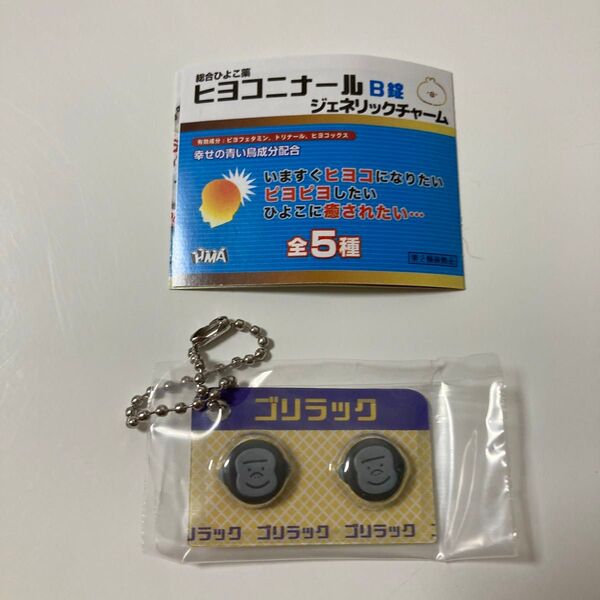 総合ひよこ薬
ヒヨコニナール B錠
ジェネリックチャーム
有効成分：ピヨフェタミン、トリナール、ヒヨコックス
幸せの青い鳥成分配合
いますぐヒヨコになりたい
ピヨピヨしたい
ひよこに癒されたい…
全5種
HMA
ゴリラック
リラック ゴリラック ゴリラック